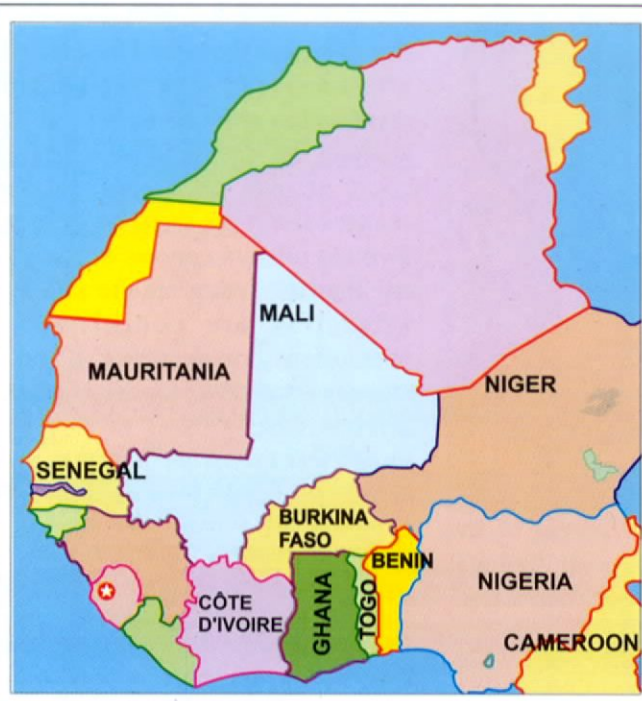 MALI
MAURITANIA
NIGER
SENEGAL
BURKINA
FASO
BENIN
NIGERIA
CÔTE
D'IVOIRE
GHANA
TOGO
CAMEROON